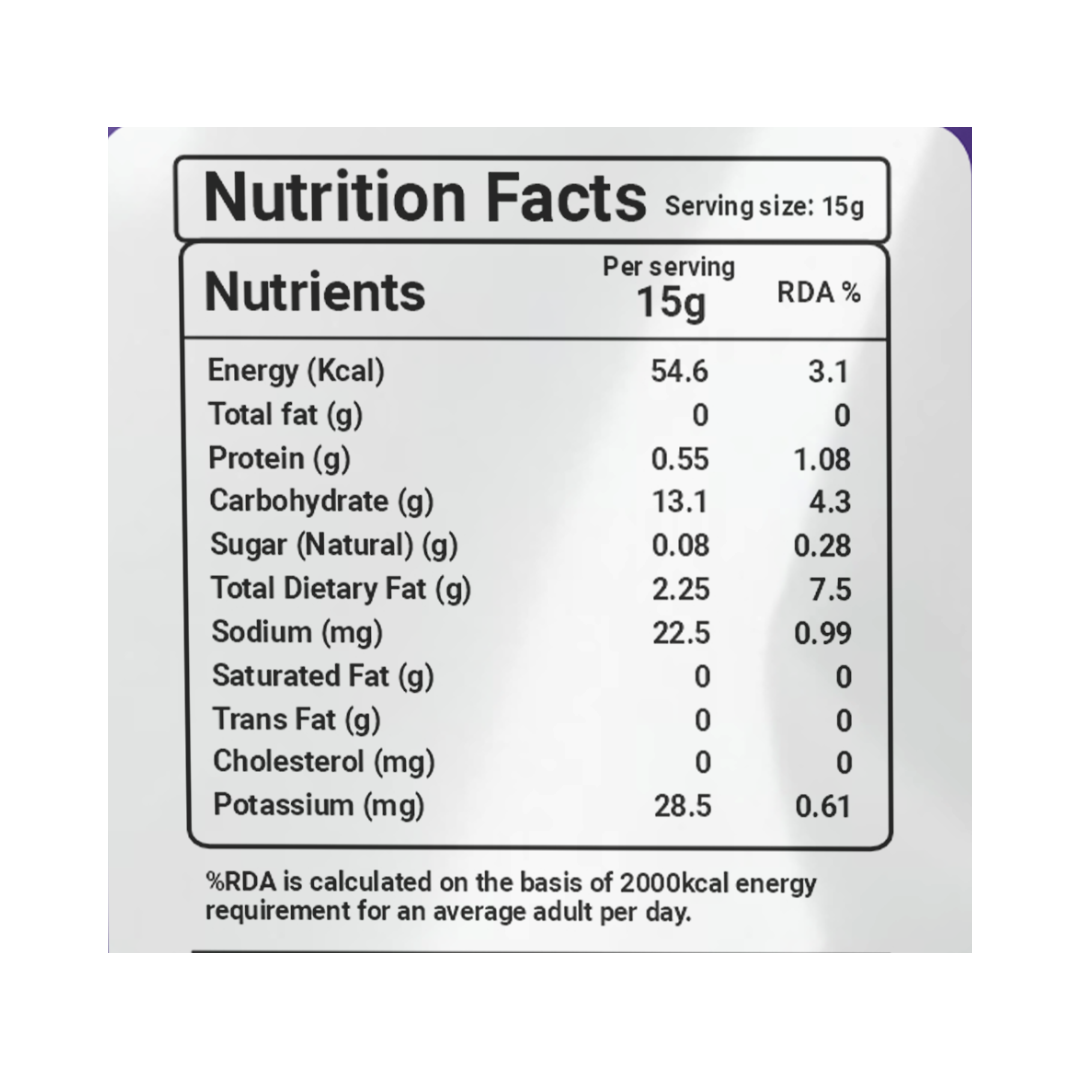 Nutrition Facts Serving size: 15g
Nutrients Per serving 15g RDA %
Energy (Kcal) 54.6 3.1
Total fat (g) 0 0
Protein (g) 0.55 1.08
Carbohydrate (g) 13.1 4.3
Sugar (Natural) (g) 0.08 0.28
Total Dietary Fat (g) 2.25 7.5
Sodium (mg) 22.5 0.99
Saturated Fat (g) 0 0
Trans Fat (g) 0 0
Cholesterol (mg) 0 0
Potassium (mg) 28.5 0.61
%RDA is calculated on the basis of 2000kcal energy
requirement for an average adult per day.